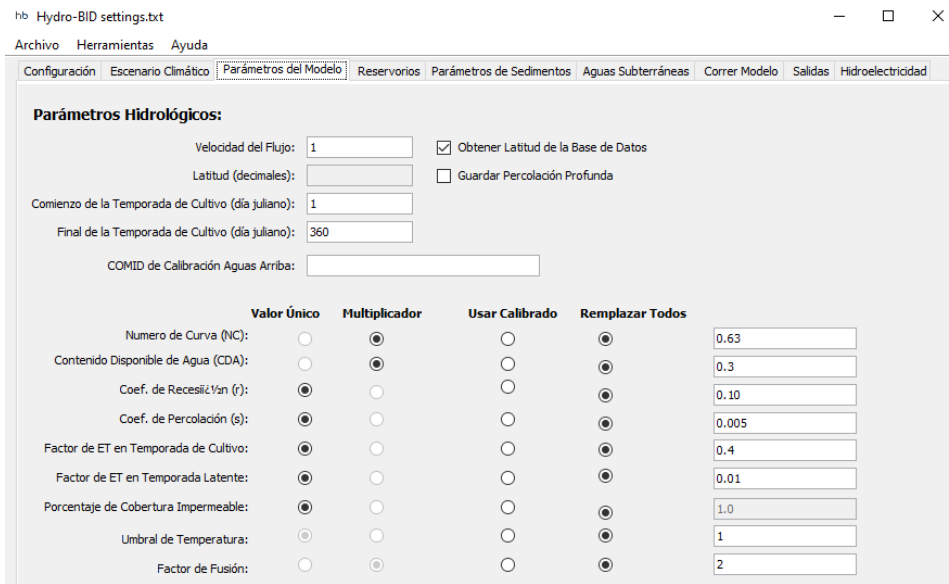 hb Hydro-BID settings.txt
Archivo Herramientas Ayuda
Configuración Escenario Climático Parámetros del Modelo Reservorios Parámetros de Sedimentos Aguas Subterráneas Correr Modelo Salidas Hidroelectricidad
Parámetros Hidrológicos:
Velocidad del Flujo: 1 Obtener Latitud de la Base de Datos
Latitud (decimales): Guardar Percolación Profunda
Comienzo de la Temporada de Cultivo (día juliano): 1
Final de la Temporada de Cultivo (día juliano): 360
COMID de Calibración Aguas Arriba:
Valor Único Multiplicador Usar Calibrado Remplazar Todos
Numero de Curva (NC): 0.63
Contenido Disponible de Agua (CDA): 0.3
Coef. de Recesiï¿½n (r): 0.10
Coef. de Percolación (s): 0.005
Factor de ET en Temporada de Cultivo: 0.4
Factor de ET en Temporada Latente: 0.01
Porcentaje de Cobertura Impermeable: 1.0
Umbral de Temperatura: 1
Factor de Fusión: 2